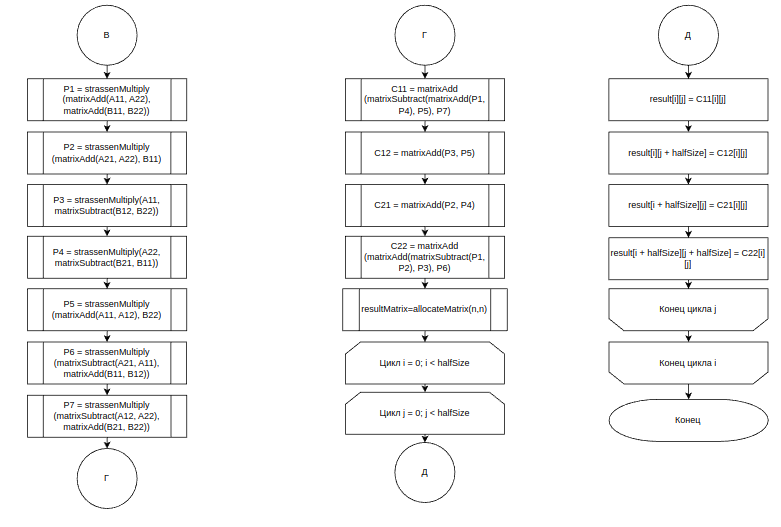 В
P1 = strassenMultiply
(matrixAdd(A11, A22),
matrixAdd(B11, B22))
P2 = strassenMultiply
(matrixAdd(A21, A22), B11)
P3 = strassenMultiply(A11,
matrixSubtract(B12, B22))
P4 = strassenMultiply(A22,
matrixSubtract(B21, B11))
P5 = strassenMultiply
(matrixAdd(A11, A12), B22)
P6 = strassenMultiply
(matrixSubtract(A21, A11),
matrixAdd(B11, B12))
P7 = strassenMultiply
(matrixSubtract(A12, A22),
matrixAdd(B21, B22))
Г
Г
C11 = matrixAdd
(matrixSubtract(matrixAdd(P1,
P4), P5), P7)
C12 = matrixAdd(P3, P5)
C21 = matrixAdd(P2, P4)
C22 = matrixAdd
(matrixAdd(matrixSubtract(P1,
P2), P3), P6)
resultMatrix=allocateMatrix(n,n)
Цикл i = 0; i < halfSize
Цикл j = 0; j < halfSize
Д
Д
result[i][j] = C11[i][j]
result[i][j + halfSize] = C12[i][j]
result[i + halfSize][j] = C21[i][j]
result[i + halfSize][j + halfSize] = C22[i]
[j]
Конец цикла j
Конец цикла i
Конец